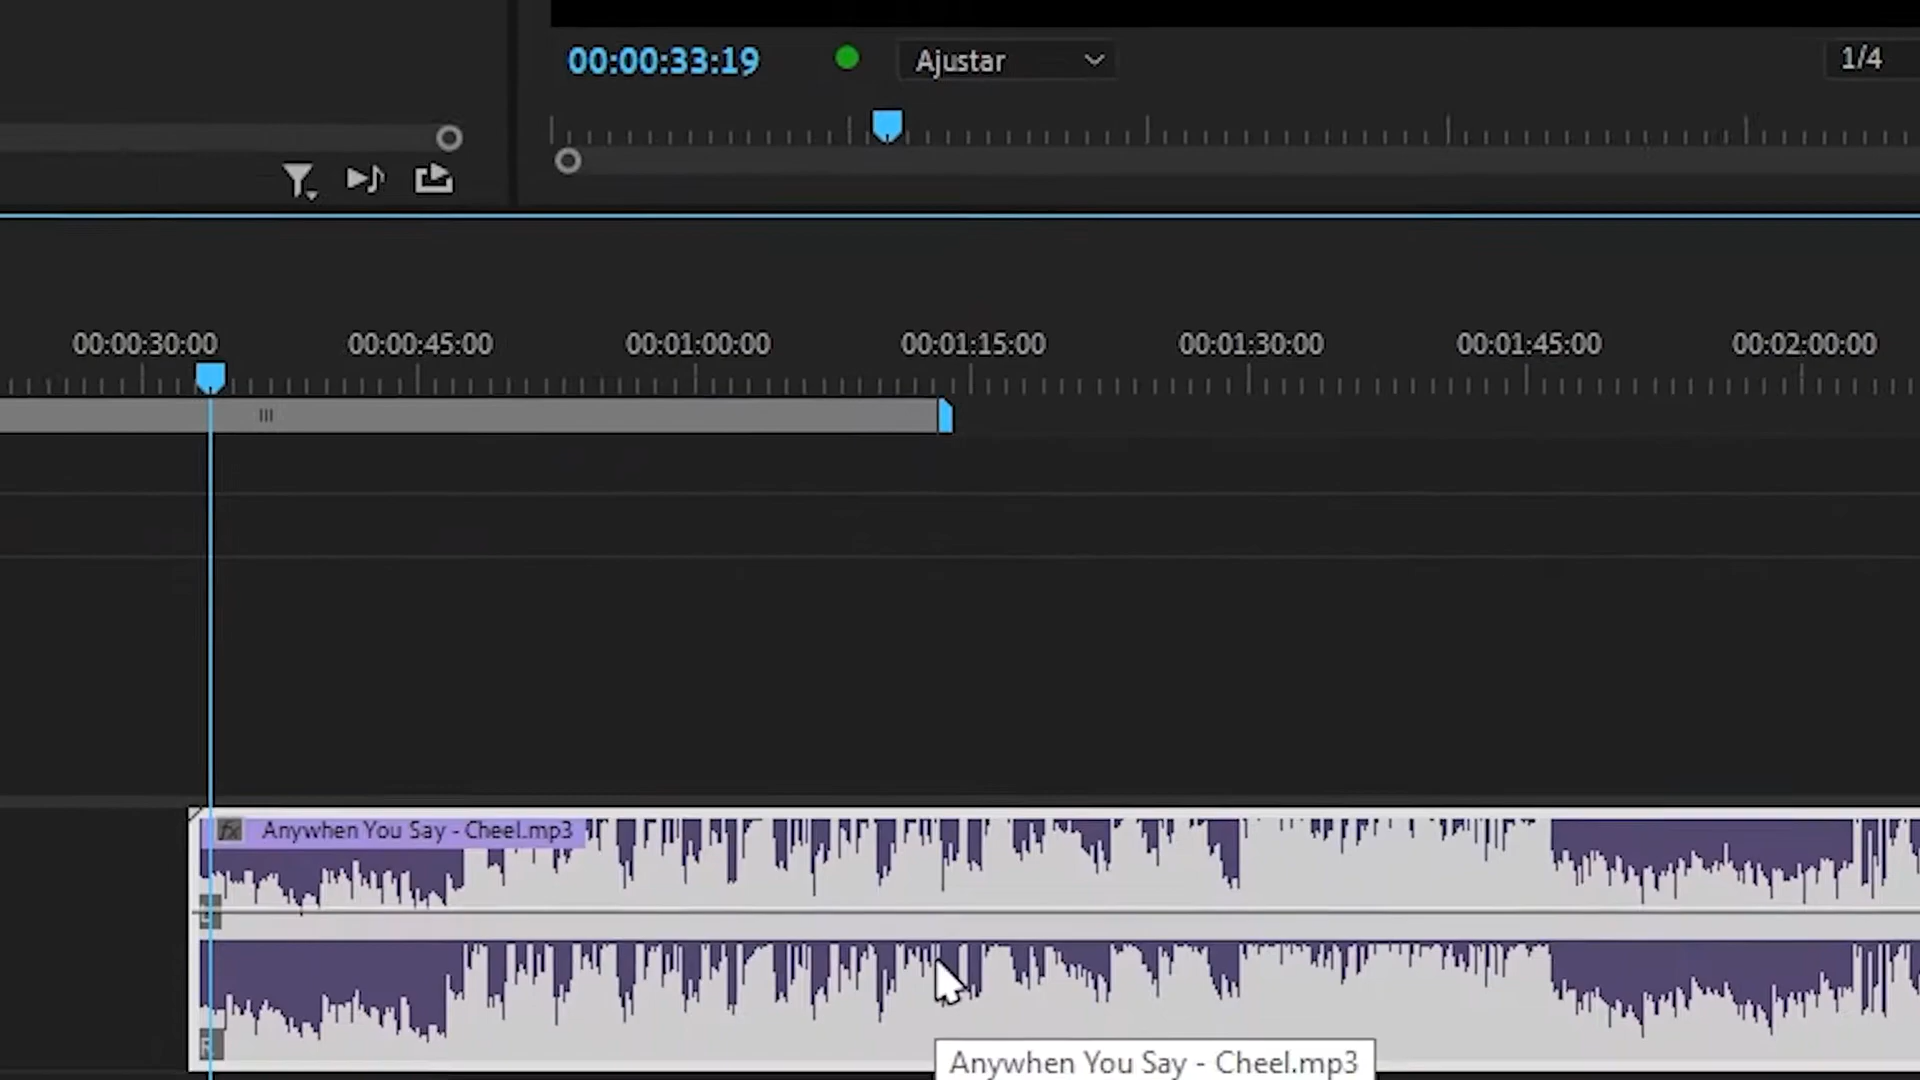 00:00:33:19
Ajustar
1/4
00:00:30:00
00:00:45:00
00:01:00:00
00:01:15:00
00:01:30:00
00:01:45:00
00:02:00:00
fx Anywhen You Say - Cheel.mp3
L
R
Anywhen You Say - Cheel.mp3